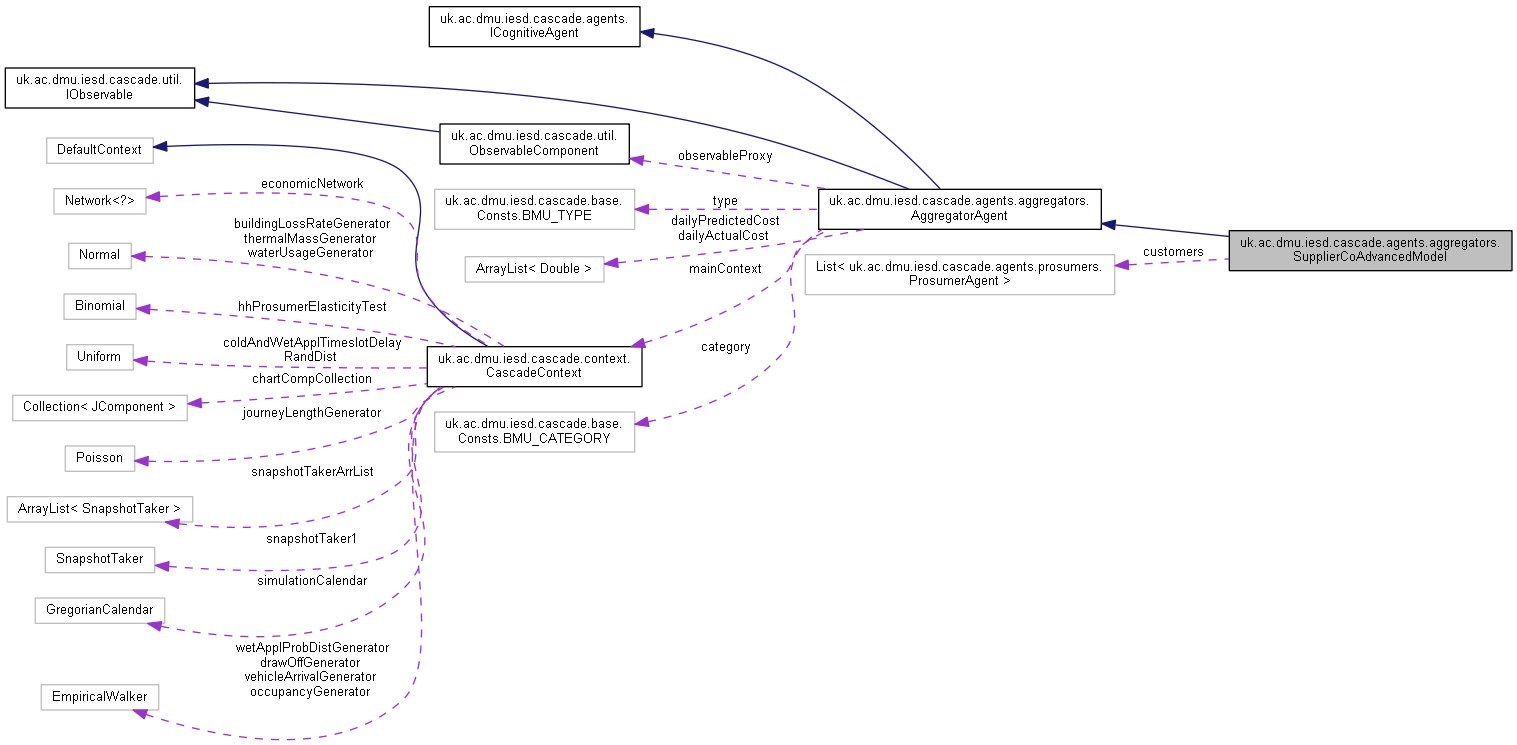 uk.ac.dmu.iesd.cascade.agents.
ICognitiveAgent
uk.ac.dmu.iesd.cascade.util.
IObservable
uk.ac.dmu.iesd.cascade.util.
ObservableComponent
DefaultContext
observableProxy
economicNetwork
Network<?>
uk.ac.dmu.iesd.cascade.base.
Consts.BMU_TYPE
type
uk.ac.dmu.iesd.cascade.agents.aggregators.
AggregatorAgent
dailyPredictedCost
dailyActualCost
buildingLossRateGenerator
thermalMassGenerator
waterUsageGenerator
Normal
ArrayList< Double >
mainContext
List< uk.ac.dmu.iesd.cascade.agents.prosumers.
ProsumerAgent >
customers
uk.ac.dmu.iesd.cascade.agents.aggregators.
SupplierCoAdvancedModel
Binomial
hhProsumerElasticityTest
Uniform
coldAndWetApplTimeslotDelay
RandDist
uk.ac.dmu.iesd.cascade.context.
CascadeContext
category
chartCompCollection
Collection< JComponent >
journeyLengthGenerator
uk.ac.dmu.iesd.cascade.base.
Consts.BMU_CATEGORY
Poisson
snapshotTakerArrList
ArrayList< SnapshotTaker >
snapshotTaker1
SnapshotTaker
simulationCalendar
GregorianCalendar
wetApplProbDistGenerator
drawOffGenerator
vehicleArrivalGenerator
occupancyGenerator
EmpiricalWalker